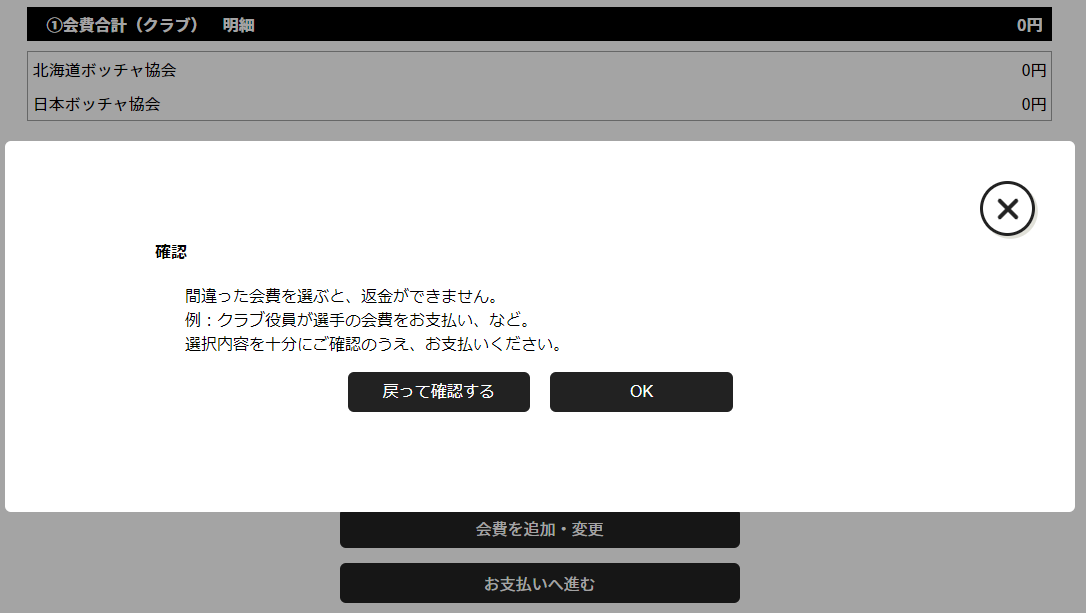 ①会費合計（クラブ）　明細　0円
北海道ボッチャ協会　0円
日本ボッチャ協会　0円
確認
間違った会費を選ぶと、返金ができません。
例：クラブ役員が選手の会費をお支払い、など。
選択内容を十分にご確認のうえ、お支払いください。
戻って確認する　OK
会費を追加・変更
お支払いへ進む